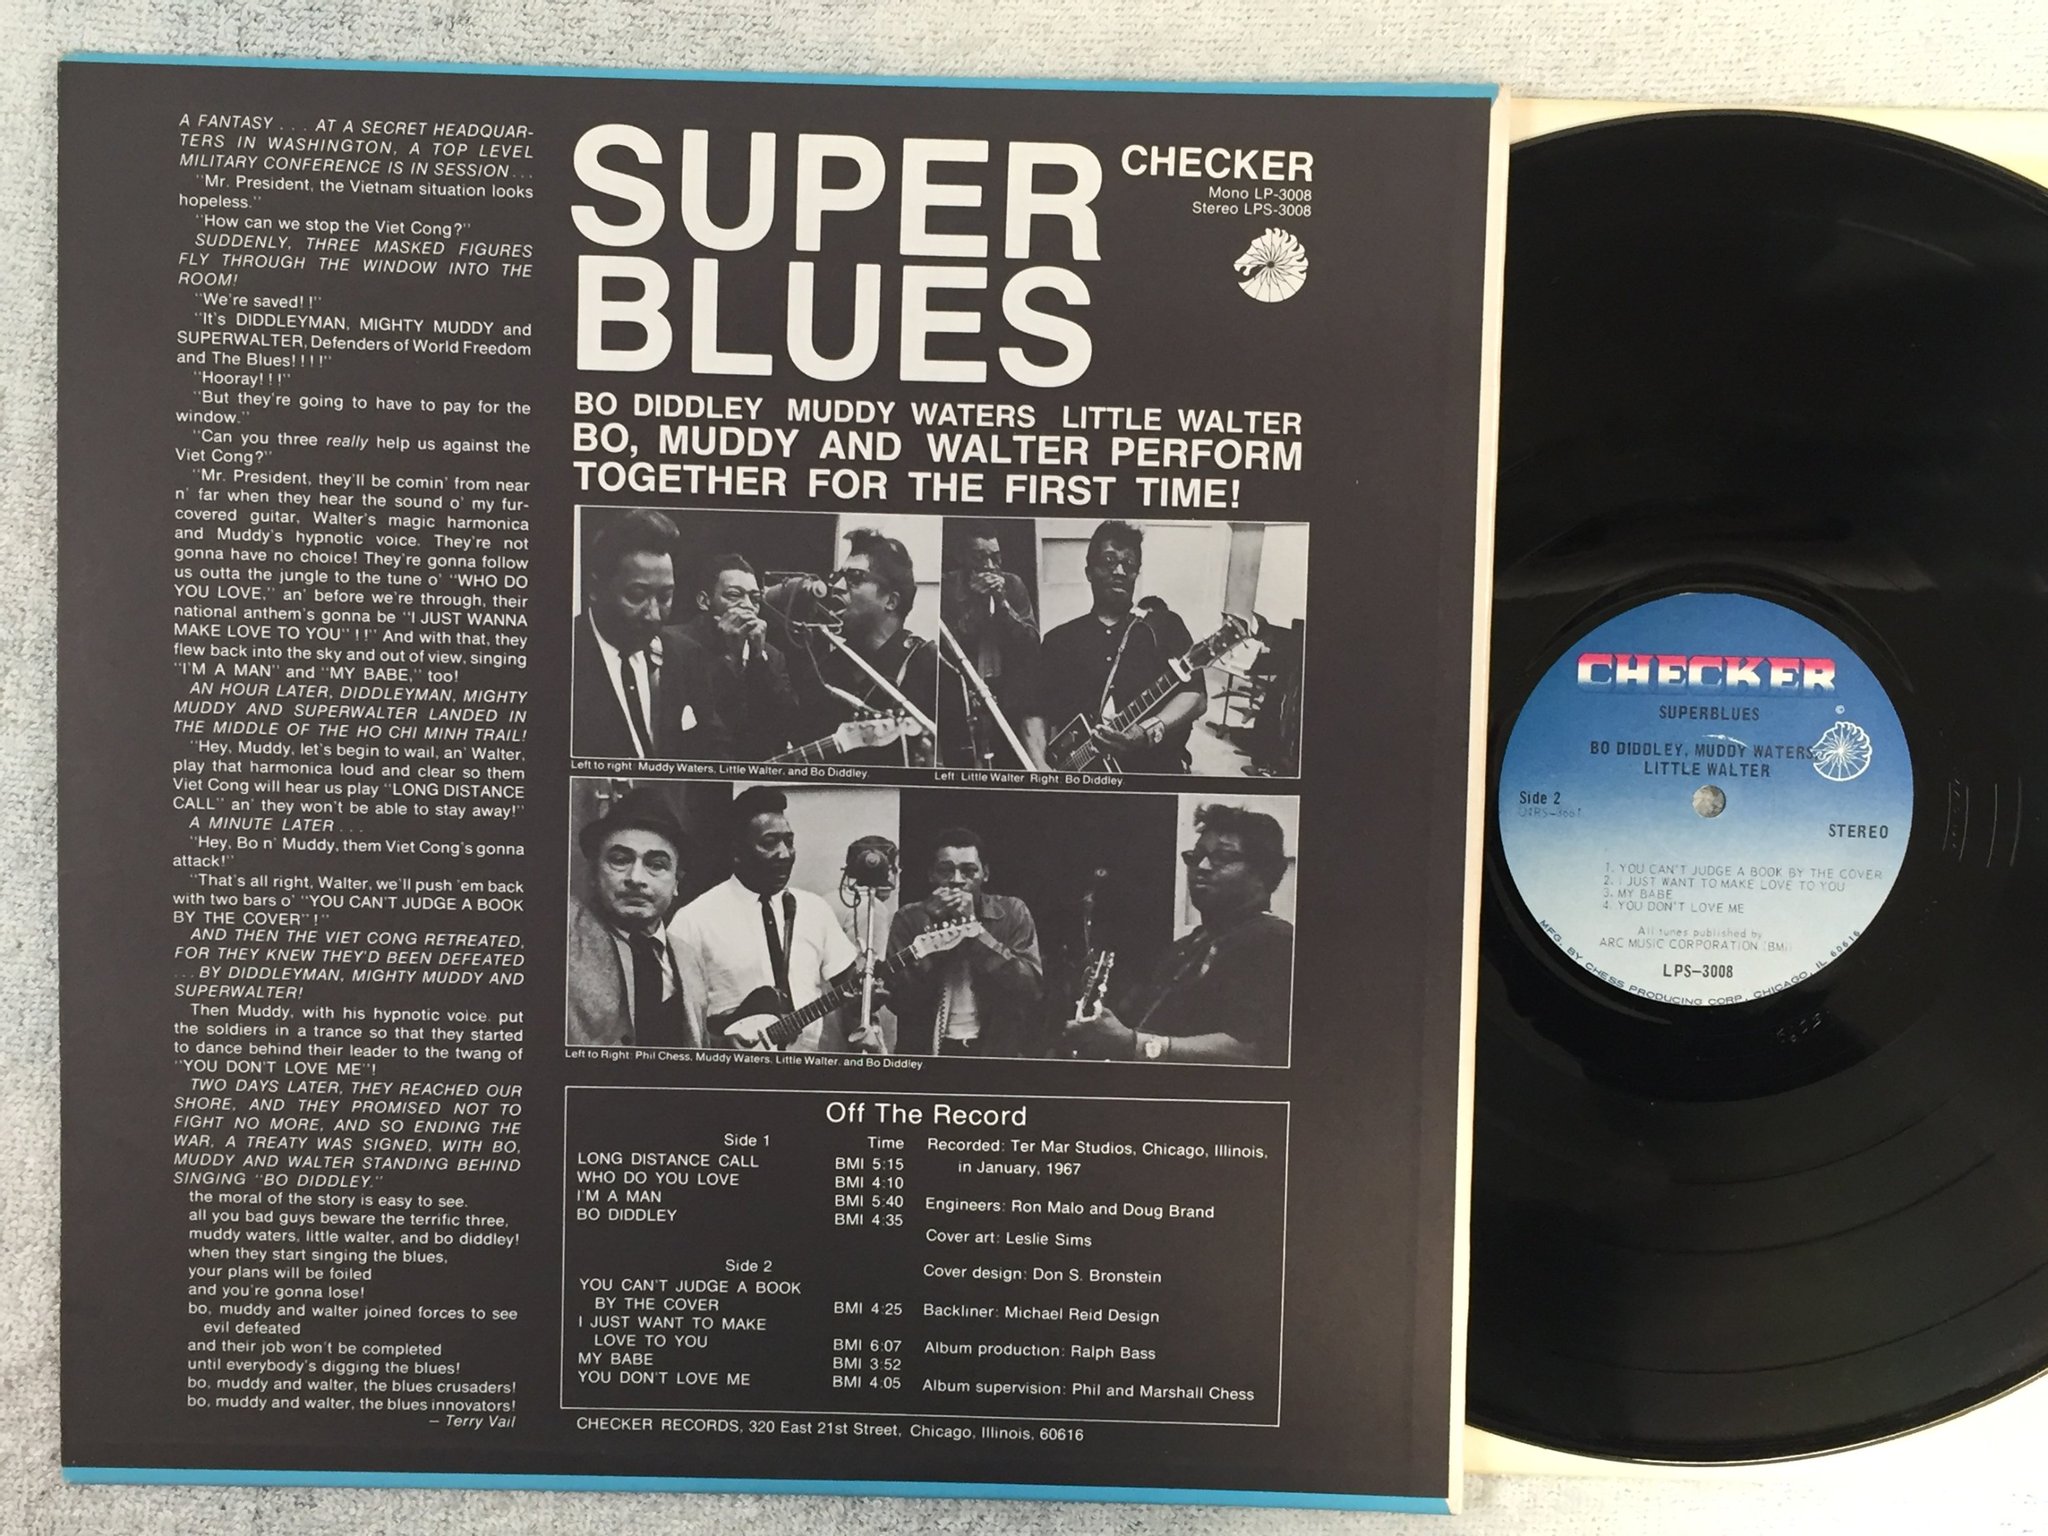 A FANTASY . . . AT A SECRET HEADQUAR-
TERS IN WASHINGTON, A TOP LEVEL
MILITARY CONFERENCE IS IN SESSION . . .
"Mr. President, the Vietnam situation looks
hopeless."
"How can we stop the Viet Cong?"
SUDDENLY, THREE MASKED FIGURES
FLY THROUGH THE WINDOW INTO THE
ROOM!
"We're saved! !"
"It's DIDDLEYMAN, MIGHTY MUDDY and
SUPERWALTER, Defenders of World Freedom
and The Blues! ! ! !"
"Hooray! ! !"
"But they're going to have to pay for the
window."
"Can you three really help us against the
Viet Cong?"
"Mr. President, they'll be comin' from near
n' far when they hear the sound o' my fur-
covered guitar, Walter's magic harmonica
and Muddy's hypnotic voice. They're not
gonna have no choice! They're gonna follow
us outta the jungle to the tune o' "WHO DO
YOU LOVE," an' before we're through, their
national anthem's gonna be "I JUST WANNA
MAKE LOVE TO YOU" ! !" And with that, they
flew back into the sky and out of view, singing
"I'M A MAN" and "MY BABE," too!
AN HOUR LATER, DIDDLEYMAN, MIGHTY
MUDDY AND SUPERWALTER LANDED IN
THE MIDDLE OF THE HO CHI MINH TRAIL!
"Hey, Muddy, let's begin to wail, an' Walter,
play that harmonica loud and clear so them
Viet Cong will hear us play "LONG DISTANCE
CALL" an' they won't be able to stay away!"
A MINUTE LATER . . .
"Hey, Bo n' Muddy, them Viet Cong's gonna
attack!"
"That's all right, Walter, we'll push 'em back
with two bars o' "YOU CAN'T JUDGE A BOOK
BY THE COVER" ! "
AND THEN THE VIET CONG RETREATED,
FOR THEY KNEW THEY'D BEEN DEFEATED
. . . BY DIDDLEYMAN, MIGHTY MUDDY AND
SUPERWALTER!
Then Muddy, with his hypnotic voice. put
the soldiers in a trance so that they started
to dance behind their leader to the twang of
"YOU DON'T LOVE ME"!
TWO DAYS LATER, THEY REACHED OUR
SHORE, AND THEY PROMISED NOT TO
FIGHT NO MORE, AND SO ENDING THE
WAR, A TREATY WAS SIGNED, WITH BO,
MUDDY AND WALTER STANDING BEHIND
SINGING "BO DIDDLEY."
the moral of the story is easy to see.
all you bad guys beware the terrific three,
muddy waters, little walter, and bo diddley!
when they start singing the blues,
your plans will be foiled
and you're gonna lose!
bo, muddy and walter joined forces to see
evil defeated
and their job won't be completed
until everybody's digging the blues!
bo, muddy and walter, the blues crusaders!
bo, muddy and walter, the blues innovators!
– Terry Vail
SUPER
BLUES
CHECKER
Mono LP-3008
Stereo LPS-3008
BO DIDDLEY MUDDY WATERS LITTLE WALTER
BO, MUDDY AND WALTER PERFORM
TOGETHER FOR THE FIRST TIME!
Left to right Muddy Waters, Little Walter, and Bo Diddley.
Left: Little Walter Right: Bo Diddley.
Left to Right: Phil Chess, Muddy Waters, Little Walter, and Bo Diddley
Off The Record
Side 1 Time
LONG DISTANCE CALL BMI 5:15
WHO DO YOU LOVE BMI 4:10
I'M A MAN BMI 5:40
BO DIDDLEY BMI 4:35
Side 2
YOU CAN'T JUDGE A BOOK
BY THE COVER BMI 4:25
I JUST WANT TO MAKE
LOVE TO YOU BMI 6:07
MY BABE BMI 3:52
YOU DON'T LOVE ME BMI 4:05
Recorded: Ter Mar Studios, Chicago, Illinois,
in January, 1967
Engineers: Ron Malo and Doug Brand
Cover art: Leslie Sims
Cover design: Don S. Bronstein
Backliner: Michael Reid Design
Album production: Ralph Bass
Album supervision: Phil and Marshall Chess
CHECKER RECORDS, 320 East 21st Street, Chicago, Illinois, 60616
CHECKER
©
SUPERBLUES
BO DIDDLEY, MUDDY WATERS,
LITTLE WALTER
Side 2
STEREO
1. YOU CAN'T JUDGE A BOOK BY THE COVER
2. I JUST WANT TO MAKE LOVE TO YOU
3. MY BABE
4. YOU DON'T LOVE ME
All tunes published by
ARC MUSIC CORPORATION (BMI)
LPS-3008
MFG. BY CHESS PRODUCING CORP., CHICAGO, IL 60616